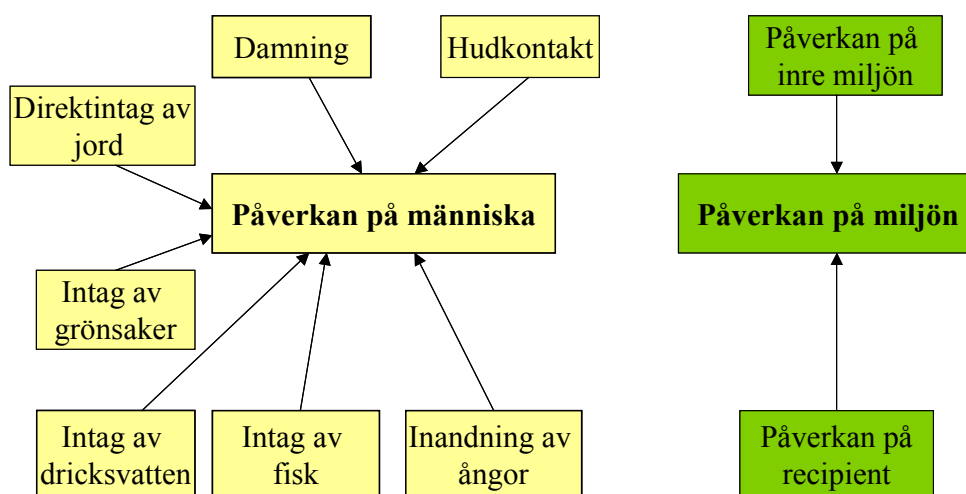 Damning
Hudkontakt
Påverkan på
inre miljön
Direktintag av
jord
Påverkan på människa
Påverkan på miljön
Intag av
grönsaker
Intag av
dricksvatten
Intag av
fisk
Inandning av
ångor
Påverkan på
recipient